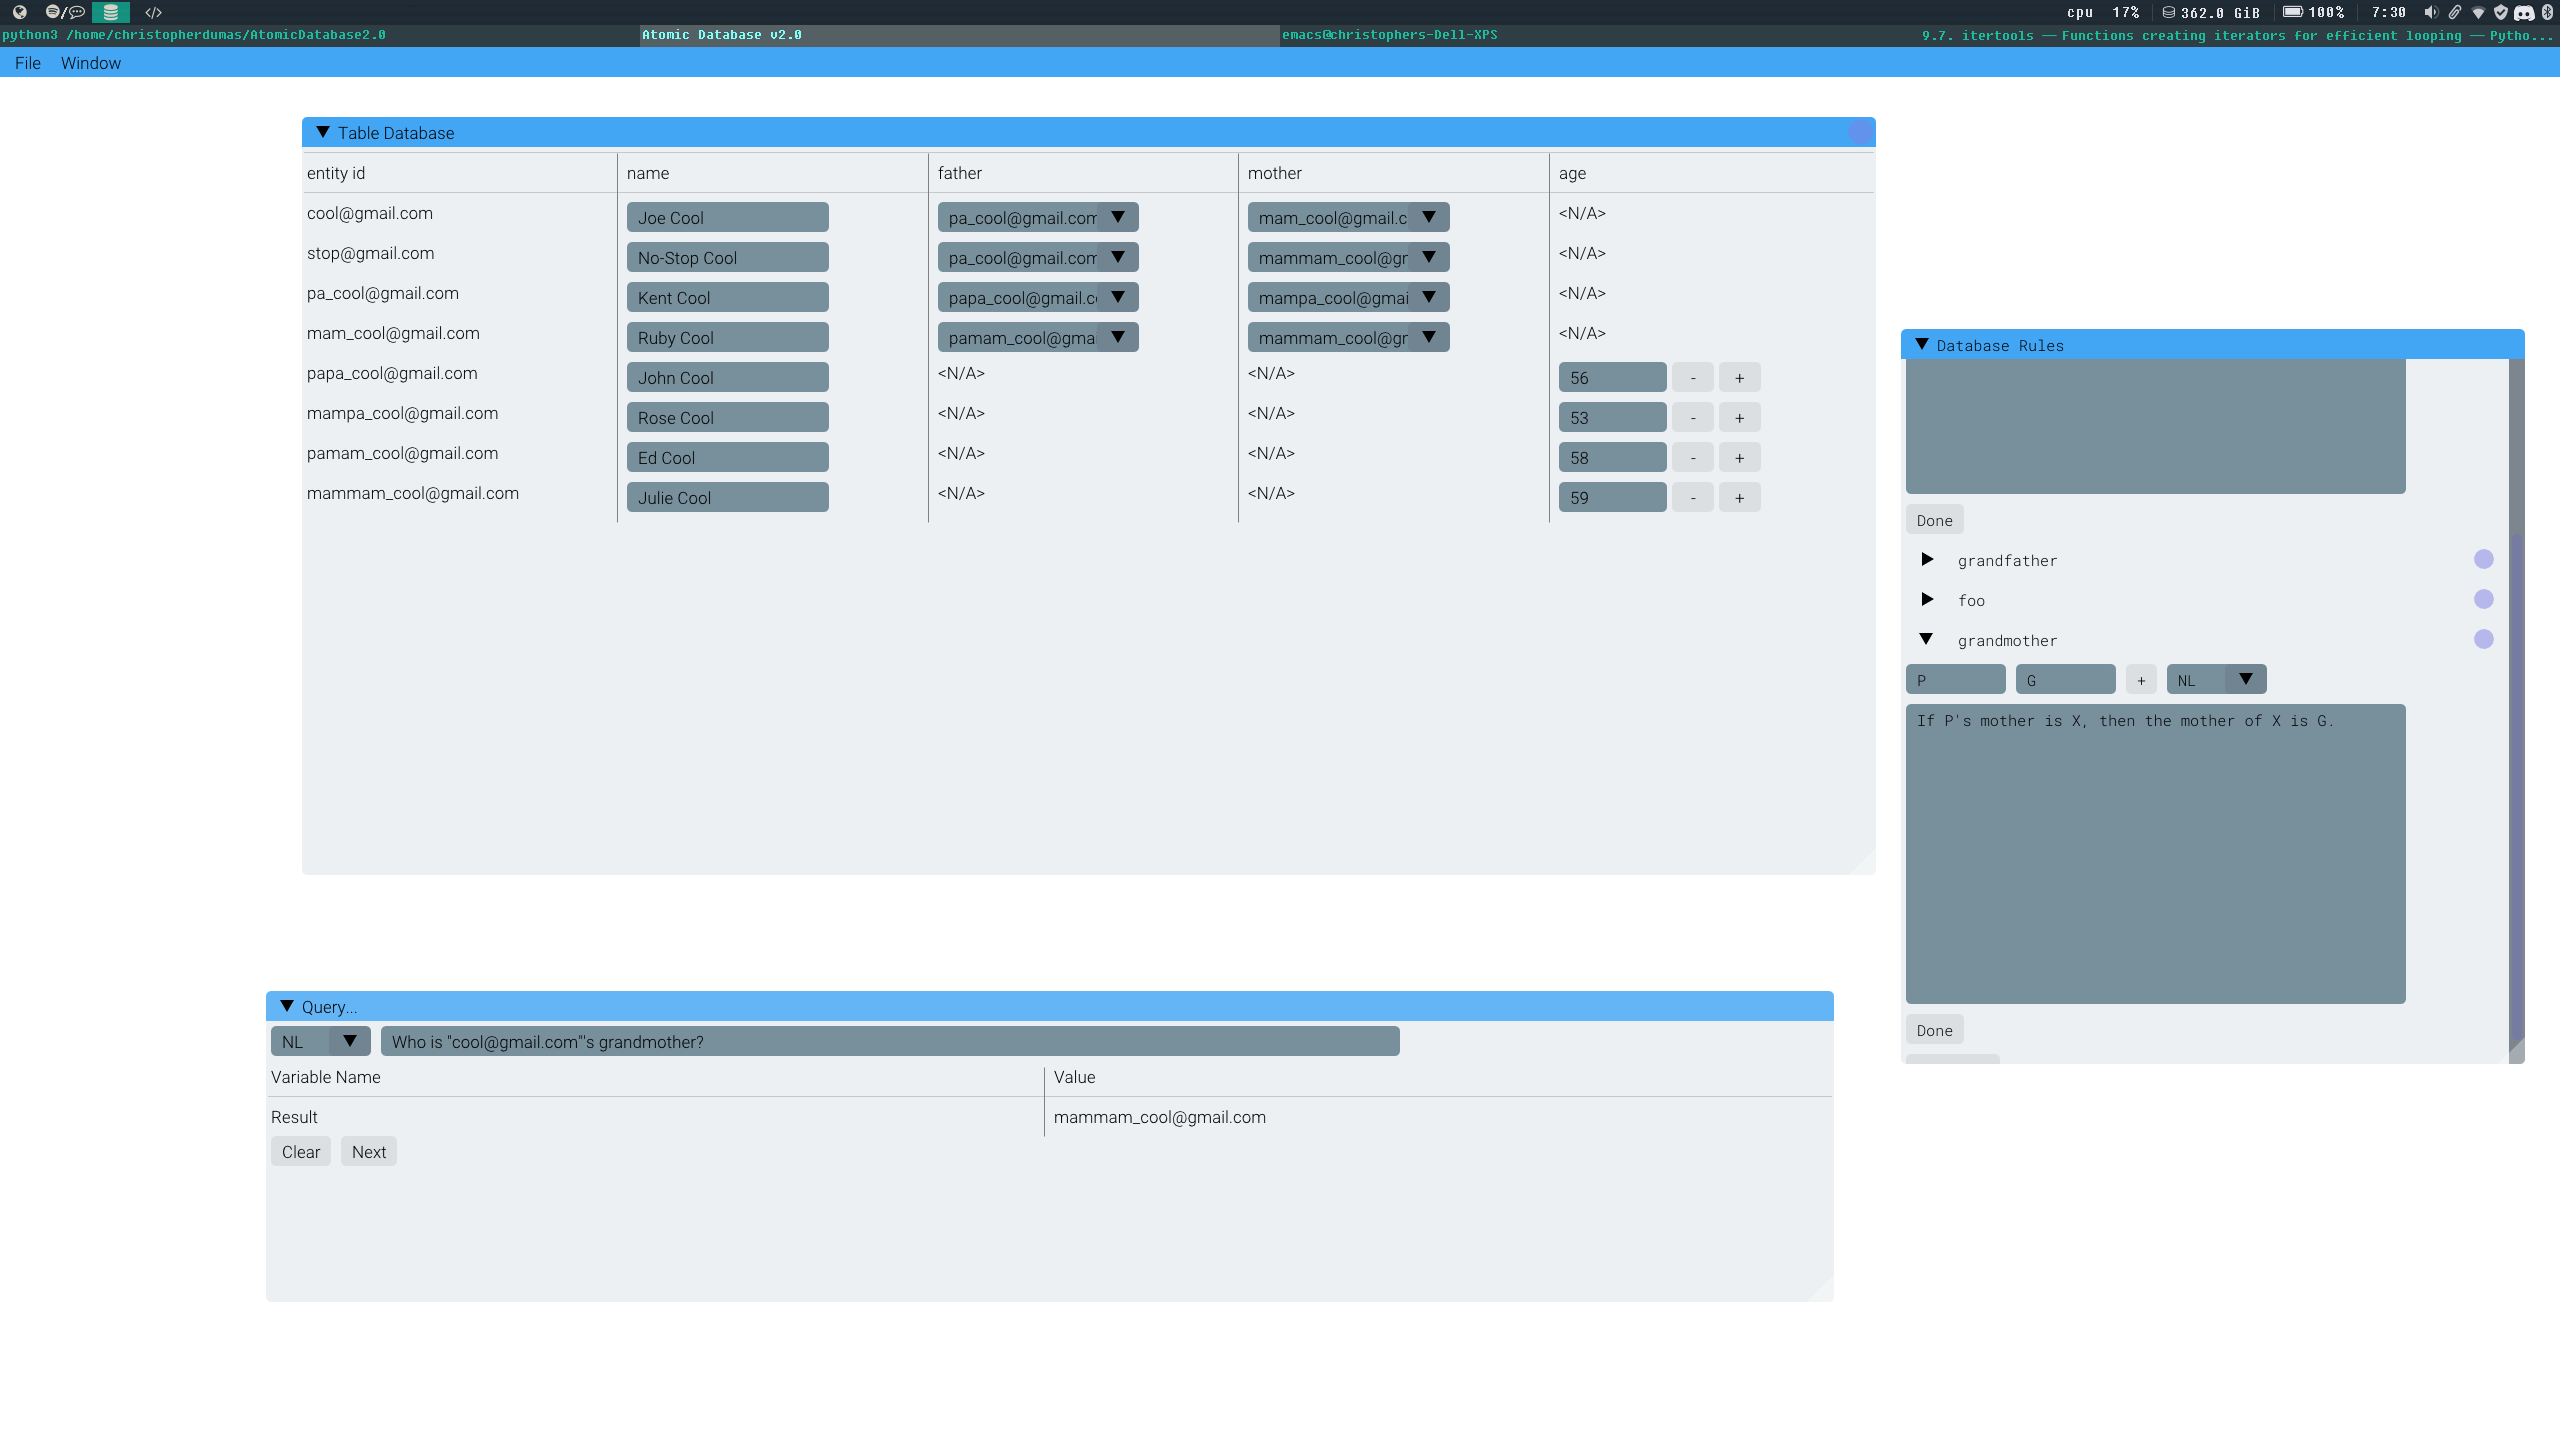 cpu 17% 362.0 GiB 100% 7:30
python3 /home/christopherdumas/AtomicDatabase2.0
Atomic Database v2.0
emacs@christophers-Dell-XPS
9.7. itertools — Functions creating iterators for efficient looping — Pytho...
File Window
Table Database
entity id name father mother age
cool@gmail.com Joe Cool pa_cool@gmail.com mam_cool@gmail.c <N/A>
stop@gmail.com No-Stop Cool pa_cool@gmail.com mammam_cool@gr <N/A>
pa_cool@gmail.com Kent Cool papa_cool@gmail.c mampa_cool@gmai <N/A>
mam_cool@gmail.com Ruby Cool pamam_cool@gma mammam_cool@gr <N/A>
papa_cool@gmail.com John Cool <N/A> <N/A> 56 - +
mampa_cool@gmail.com Rose Cool <N/A> <N/A> 53 - +
pamam_cool@gmail.com Ed Cool <N/A> <N/A> 58 - +
mammam_cool@gmail.com Julie Cool <N/A> <N/A> 59 - +
Database Rules
Done
grandfather
foo
grandmother
P G + NL
If P's mother is X, then the mother of X is G.
Done
Query...
NL Who is "cool@gmail.com"'s grandmother?
Variable Name Value
Result mammam_cool@gmail.com
Clear Next